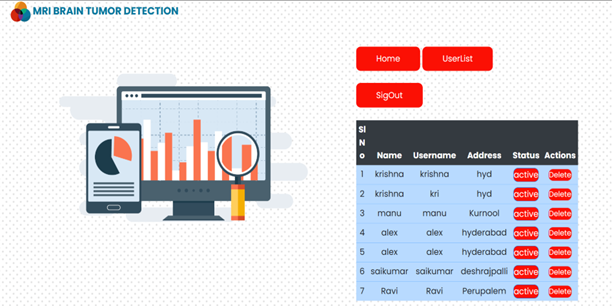 MRI BRAIN TUMOR DETECTION
Home UserList
SigOut
Sl
N
o Name Username Address Status Actions
1 krishna krishna hyd active Delete
2 krishna kri hyd active Delete
3 manu manu Kurnool active Delete
4 alex alex hyderabad active Delete
5 alex alex hyderabad active Delete
6 saikumar saikumar deshrajpalli active Delete
7 Ravi Ravi Perupalem active Delete